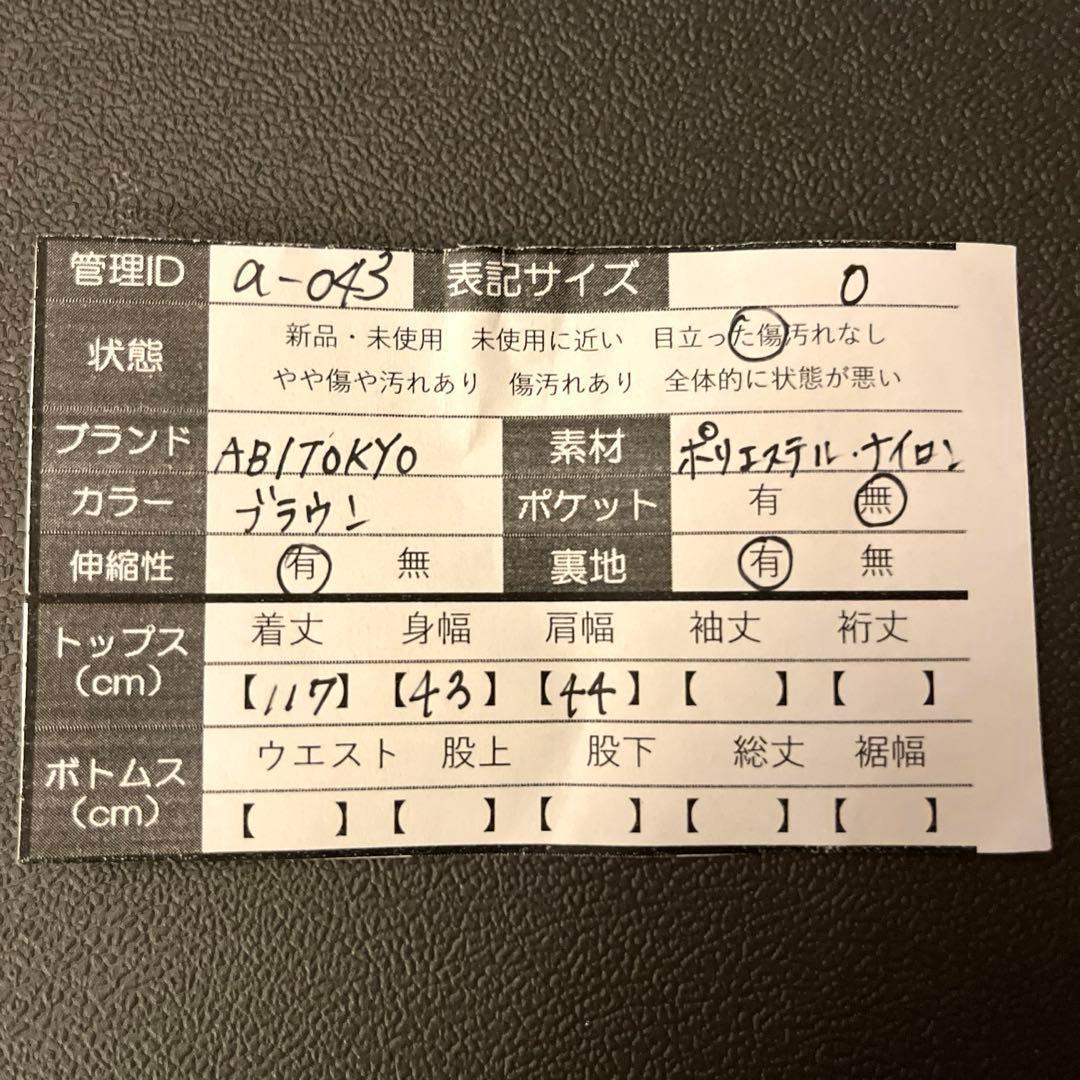 管理ID a-043 表記サイズ 0
状態 新品・未使用 未使用に近い 目立った傷汚れなし
やや傷や汚れあり 傷汚れあり 全体的に状態が悪い
ブランド ABITOKYO 素材 ポリエステル・ナイロン
カラー ブラウン ポケット 有 無
伸縮性 有 無 裏地 有 無
トップス(cm) 着丈 身幅 肩幅 袖丈 裄丈
【117】 【43】 【44】 【 】 【 】
ボトムス(cm) ウエスト 股上 股下 総丈 裾幅
【 】 【 】 【 】 【 】 【 】